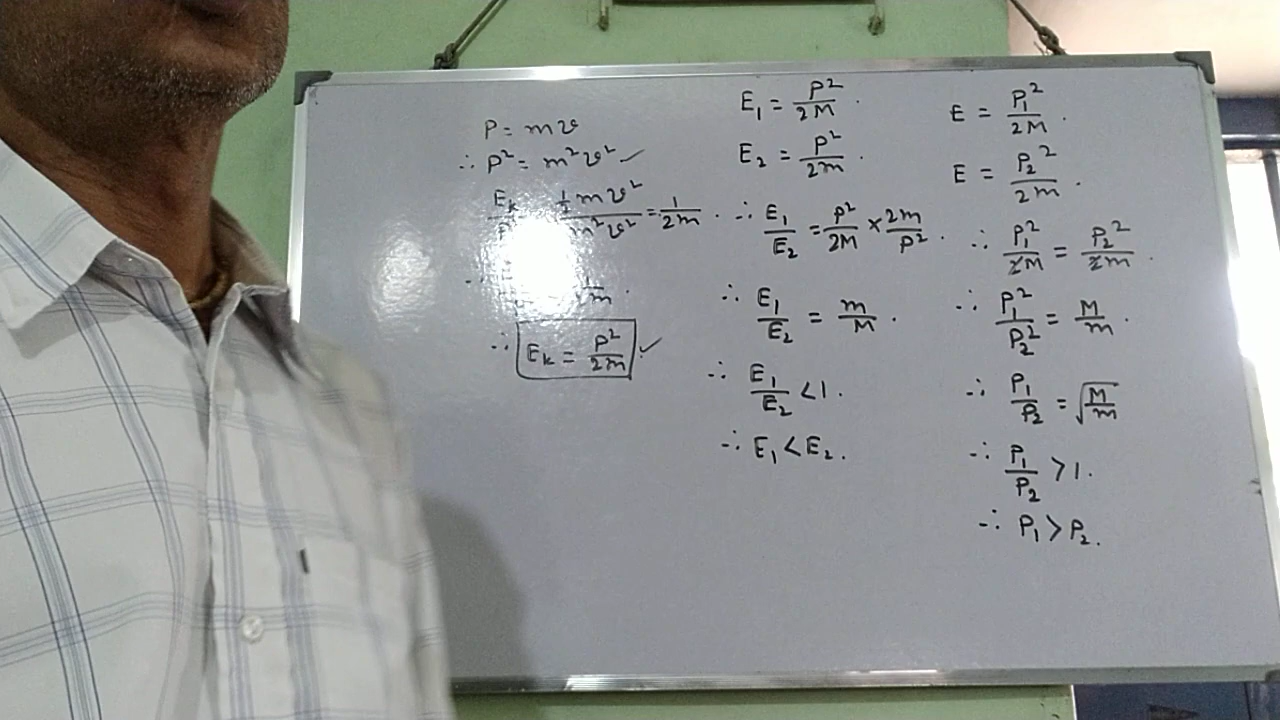 P = mv
∴ P² = m²v² ✓
Eₖ ½mv² / m²v² = 1/2m .
∴
∴ Eₖ = P²/2m ✓
E₁ = P²/2M .
E₂ = P²/2m .
∴ E₁/E₂ = P²/2M × 2m/P² .
∴ E₁/E₂ = m/M .
∴ E₁/E₂ < 1 .
∴ E₁ < E₂ .
E = P₁²/2M .
E = P₂²/2m .
∴ P₁²/2M = P₂²/2m .
∴ P₁²/P₂² = M/m .
∴ P₁/P₂ = √(M/m)
∴ P₁/P₂ > 1 .
∴ P₁ > P₂ .